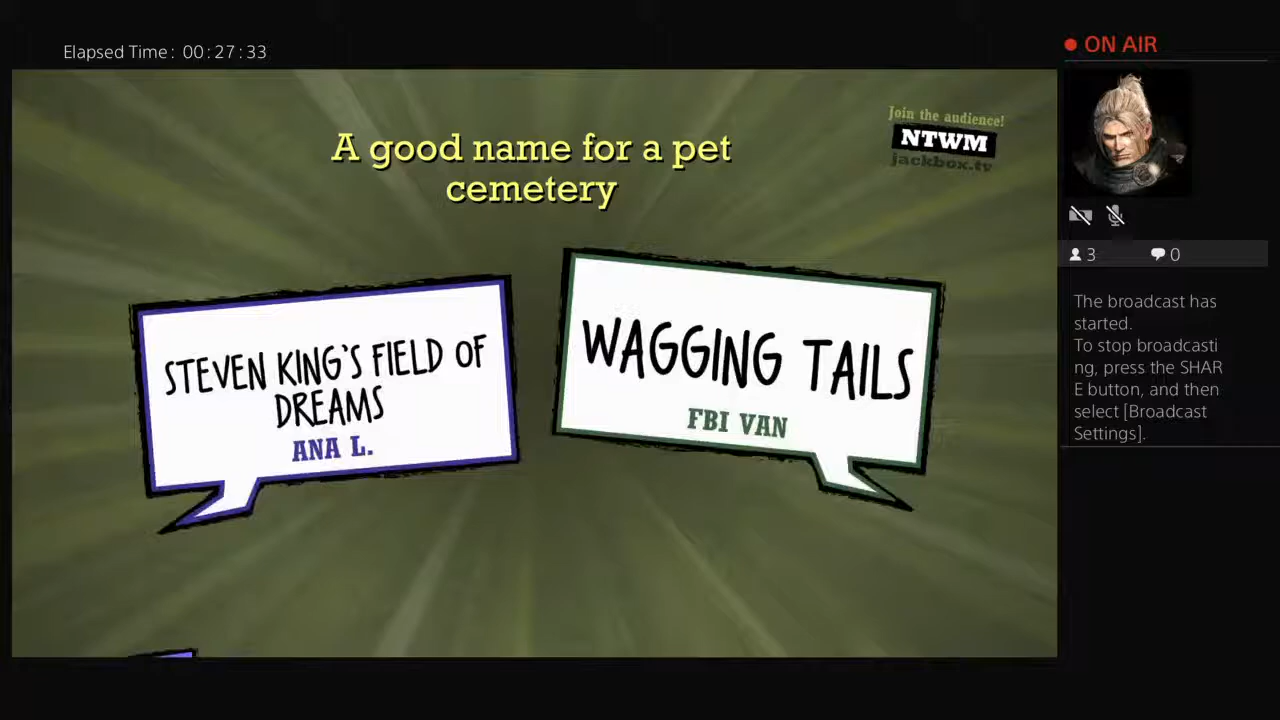 Elapsed Time: 00:27:33
ON AIR
Join the audience!
NTWM
jackbox.tv
A good name for a pet
cemetery
STEVEN KING'S FIELD OF
DREAMS
ANA L.
WAGGING TAILS
FBI VAN
3 0
The broadcast has
started.
To stop broadcasti
ng, press the SHAR
E button, and then
select [Broadcast
Settings].